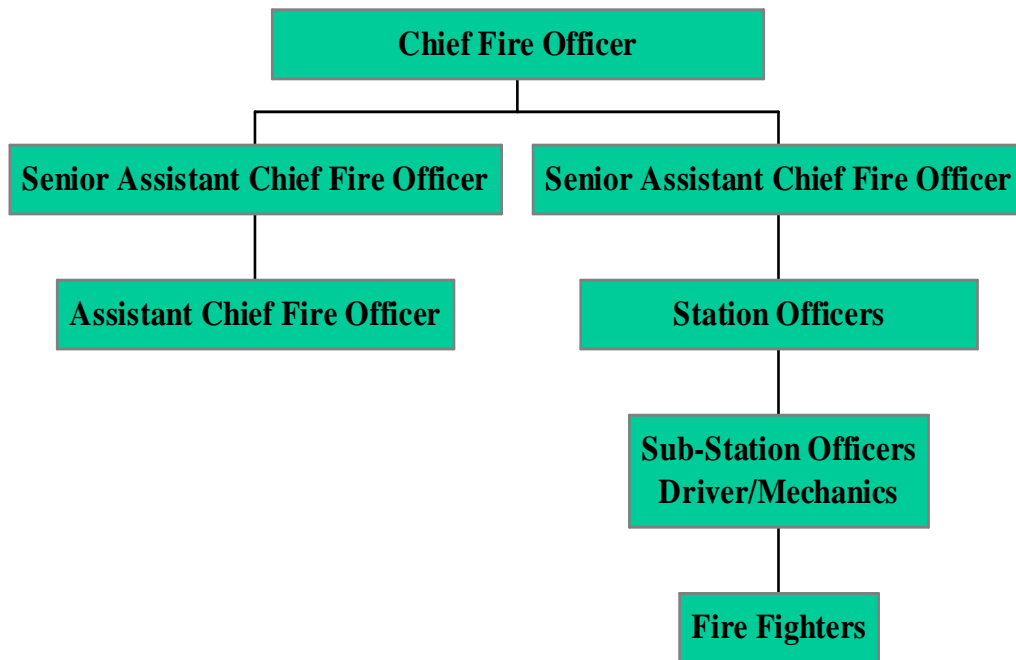 Chief Fire Officer
Senior Assistant Chief Fire Officer
Senior Assistant Chief Fire Officer
Assistant Chief Fire Officer
Station Officers
Sub-Station Officers
Driver/Mechanics
Fire Fighters